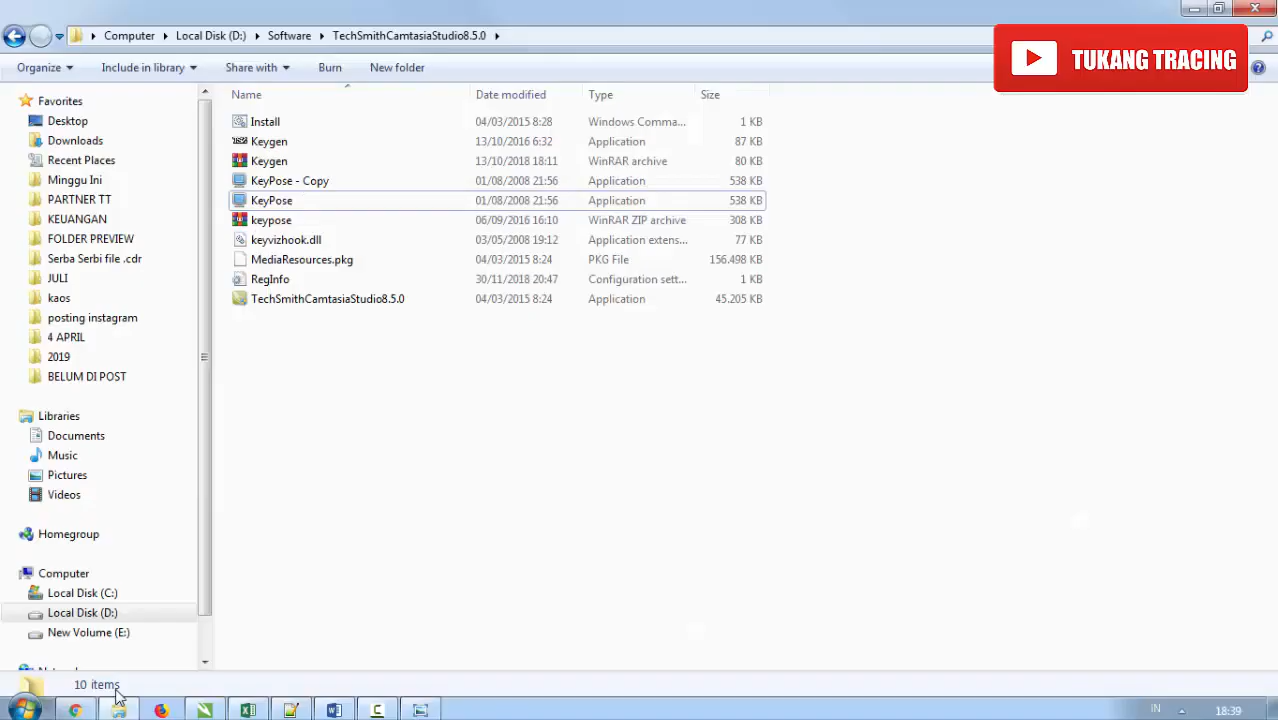 Computer Local Disk (D:) Software TechSmithCamtasiaStudio8.5.0
TUKANG TRACING
Organize Include in library Share with Burn New folder
Favorites
Desktop
Downloads
Recent Places
Minggu Ini
PARTNER TT
KEUANGAN
FOLDER PREVIEW
Serba Serbi file .cdr
JULI
kaos
posting instagram
4 APRIL
2019
BELUM DI POST
Libraries
Documents
Music
Pictures
Videos
Homegroup
Computer
Local Disk (C:)
Local Disk (D:)
New Volume (E:)
Name Date modified Type Size
Install 04/03/2015 8:28 Windows Comma... 1 KB
Keygen 13/10/2016 6:32 Application 87 KB
Keygen 13/10/2018 18:11 WinRAR archive 80 KB
KeyPose - Copy 01/08/2008 21:56 Application 538 KB
KeyPose 01/08/2008 21:56 Application 538 KB
keypose 06/09/2016 16:10 WinRAR ZIP archive 308 KB
keyvizhook.dll 03/05/2008 19:12 Application extens... 77 KB
MediaResources.pkg 04/03/2015 8:24 PKG File 156.498 KB
RegInfo 30/11/2018 20:47 Configuration sett... 1 KB
TechSmithCamtasiaStudio8.5.0 04/03/2015 8:24 Application 45.205 KB
10 items
IN 18:39